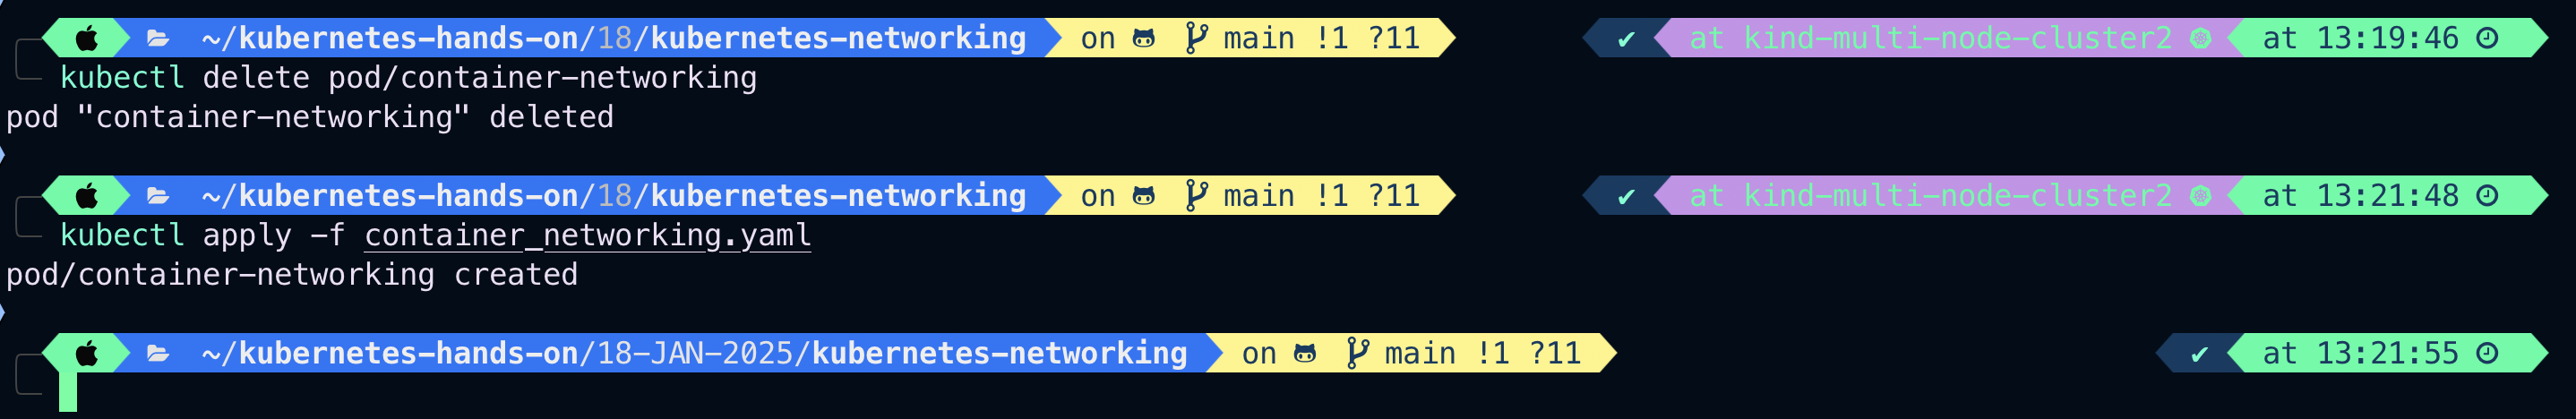 ~/kubernetes-hands-on/18/kubernetes-networking on main !1 ?11 ✔ at kind-multi-node-cluster2 at 13:19:46
kubectl delete pod/container-networking
pod "container-networking" deleted
~/kubernetes-hands-on/18/kubernetes-networking on main !1 ?11 ✔ at kind-multi-node-cluster2 at 13:21:48
kubectl apply -f container_networking.yaml
pod/container-networking created
~/kubernetes-hands-on/18-JAN-2025/kubernetes-networking on main !1 ?11 ✔ at 13:21:55